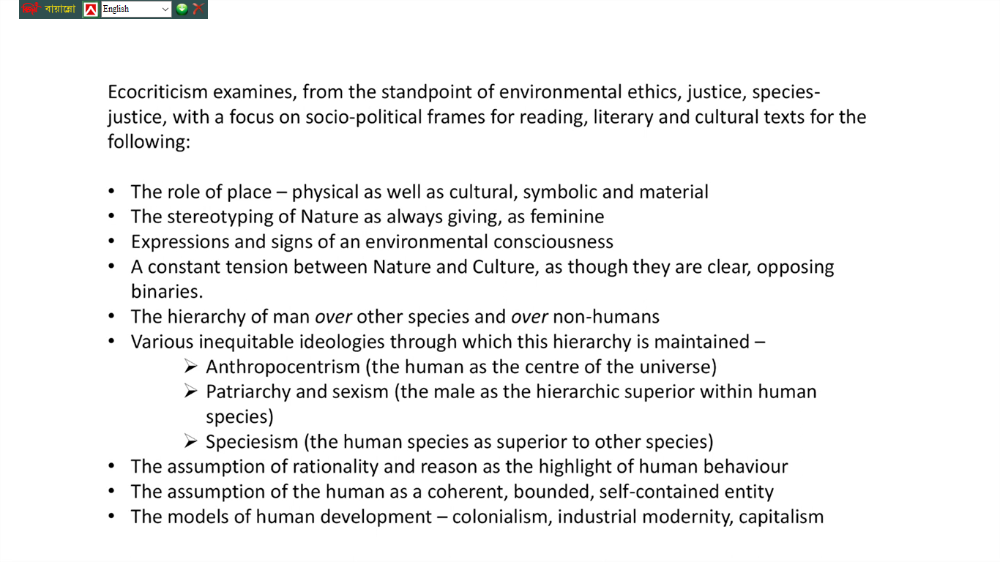 বায়ান্নো English
Ecocriticism examines, from the standpoint of environmental ethics, justice, species-
justice, with a focus on socio-political frames for reading, literary and cultural texts for the
following:
• The role of place – physical as well as cultural, symbolic and material
• The stereotyping of Nature as always giving, as feminine
• Expressions and signs of an environmental consciousness
• A constant tension between Nature and Culture, as though they are clear, opposing
binaries.
• The hierarchy of man over other species and over non-humans
• Various inequitable ideologies through which this hierarchy is maintained –
➢ Anthropocentrism (the human as the centre of the universe)
➢ Patriarchy and sexism (the male as the hierarchic superior within human
species)
➢ Speciesism (the human species as superior to other species)
• The assumption of rationality and reason as the highlight of human behaviour
• The assumption of the human as a coherent, bounded, self-contained entity
• The models of human development – colonialism, industrial modernity, capitalism